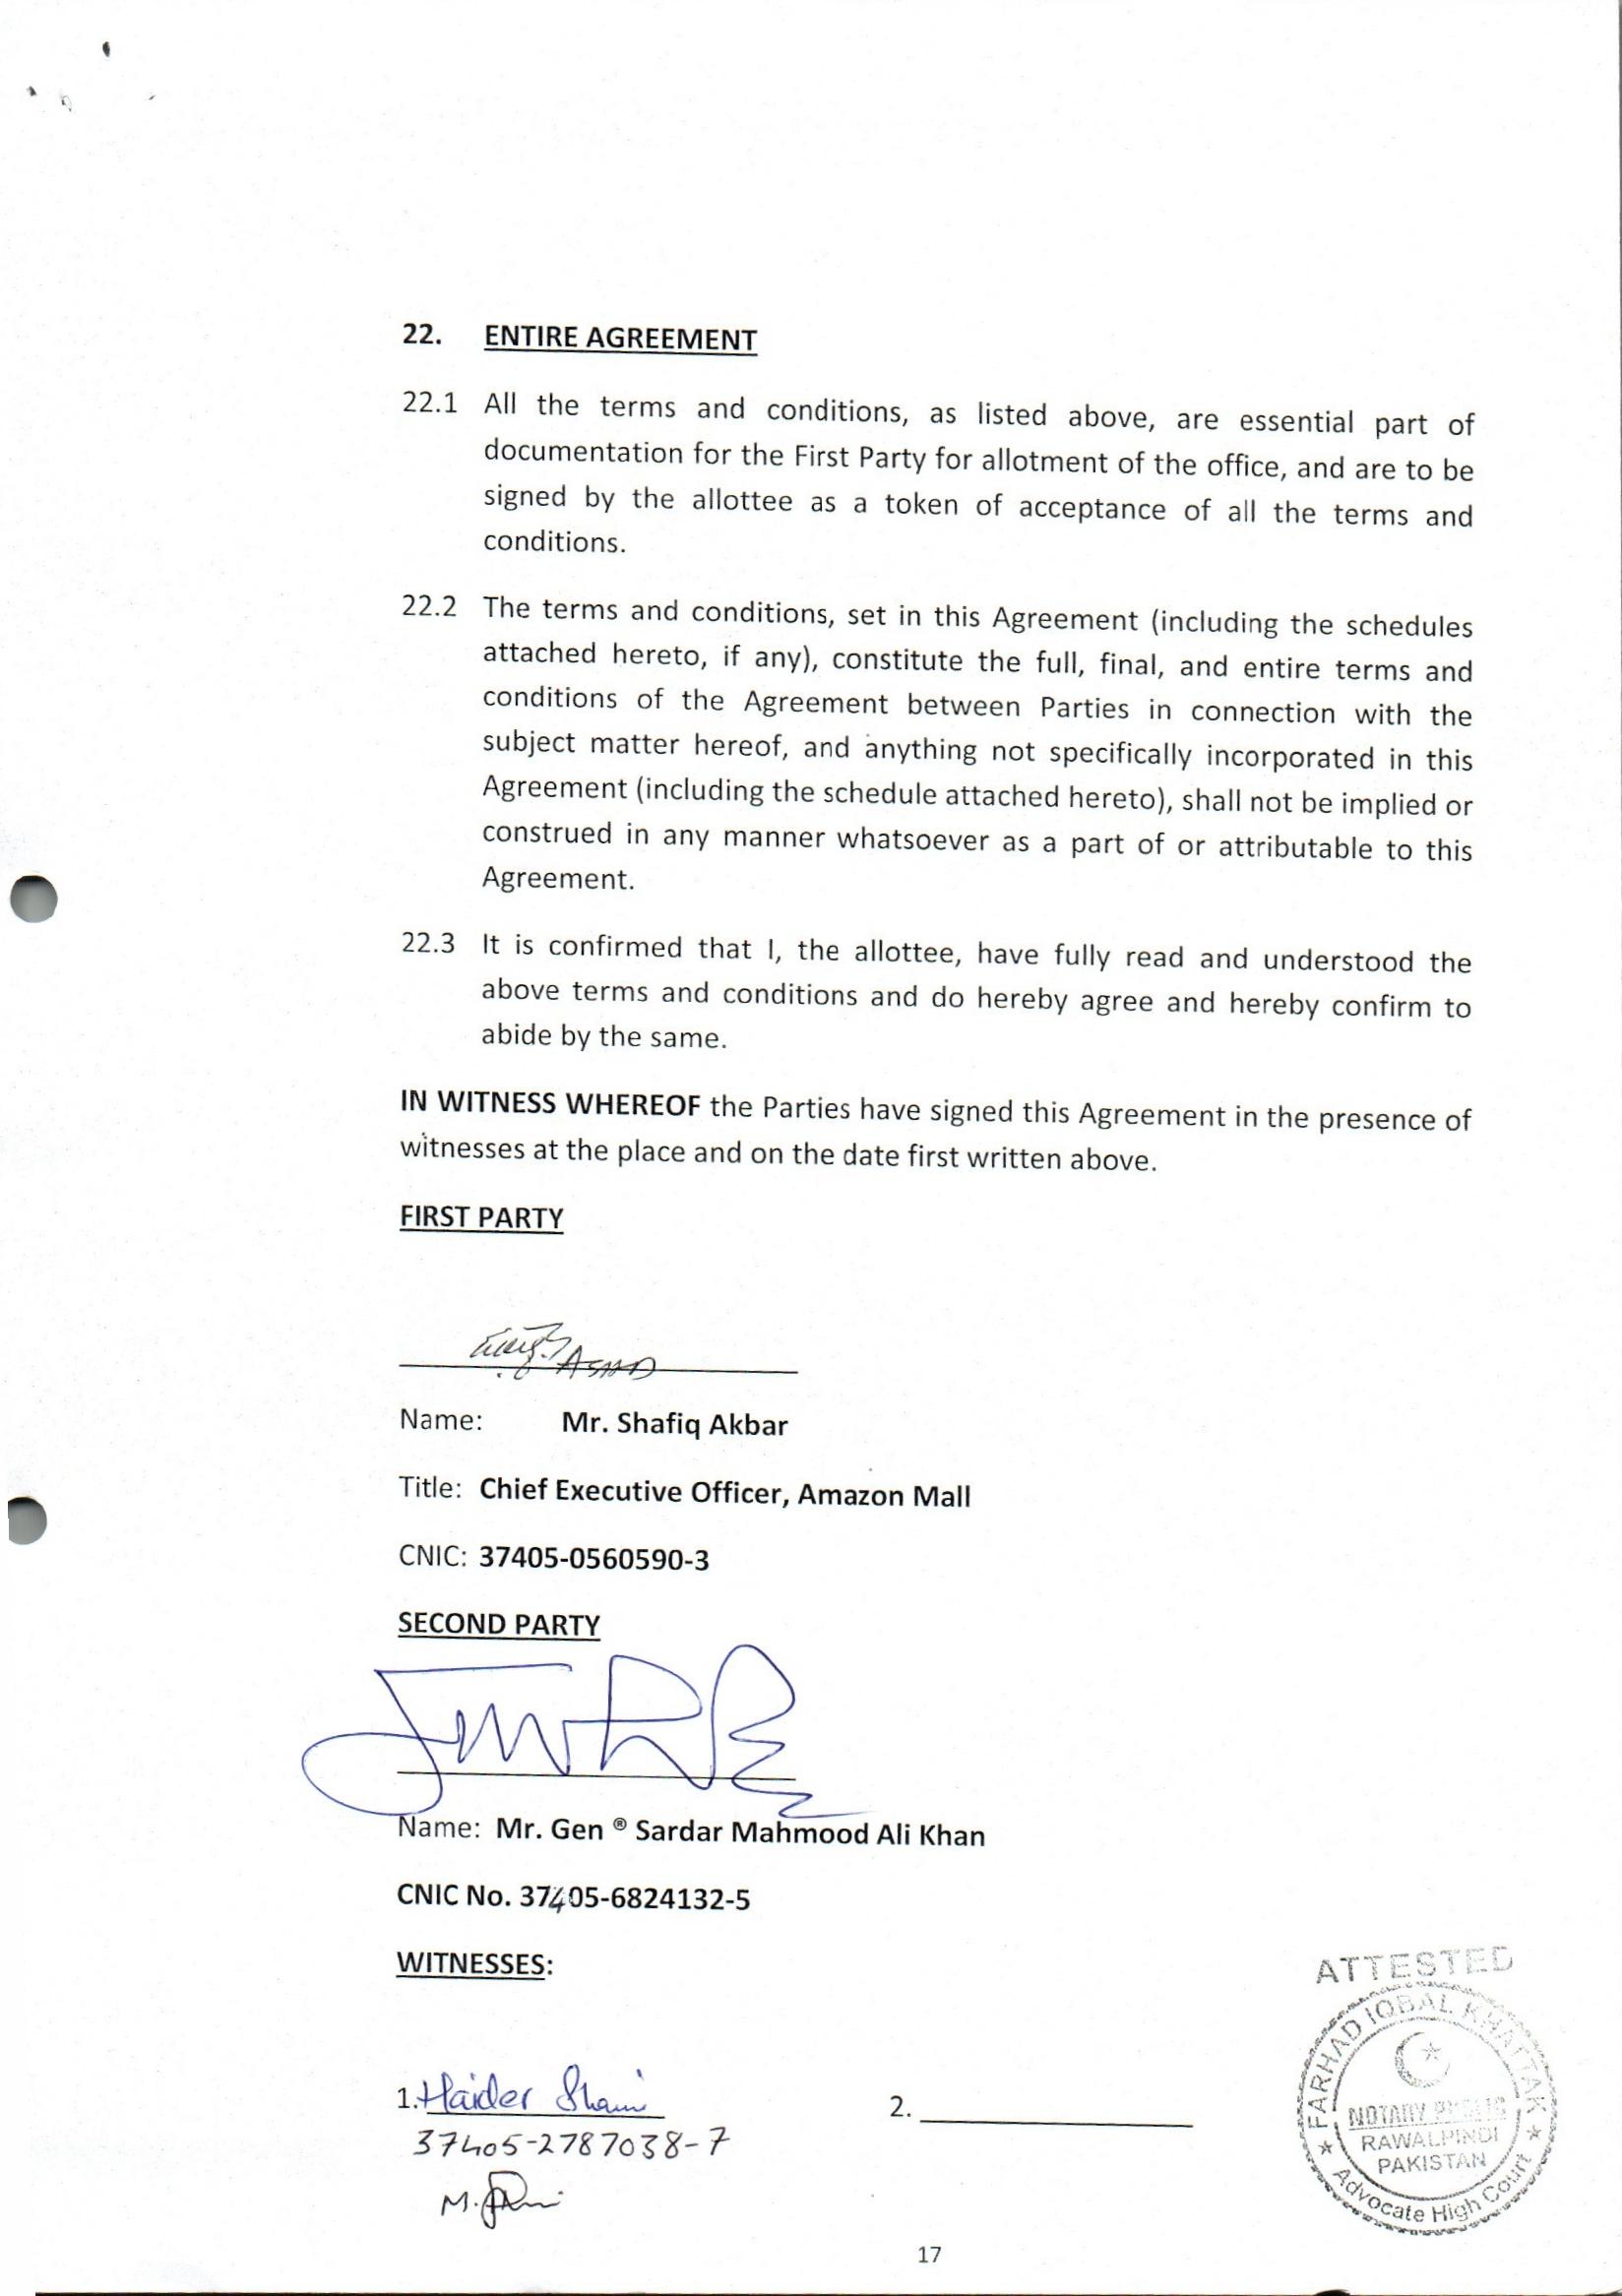 22. ENTIRE AGREEMENT
22.1 All the terms and conditions, as listed above, are essential part of
documentation for the First Party for allotment of the office, and are to be
signed by the allottee as a token of acceptance of all the terms and
conditions.
22.2 The terms and conditions, set in this Agreement (including the schedules
attached hereto, if any), constitute the full, final, and entire terms and
conditions of the Agreement between Parties in connection with the
subject matter hereof, and anything not specifically incorporated in this
Agreement (including the schedule attached hereto), shall not be implied or
construed in any manner whatsoever as a part of or attributable to this
Agreement.
22.3 It is confirmed that I, the allottee, have fully read and understood the
above terms and conditions and do hereby agree and hereby confirm to
abide by the same.
IN WITNESS WHEREOF the Parties have signed this Agreement in the presence of
witnesses at the place and on the date first written above.
FIRST PARTY
Name: Mr. Shafiq Akbar
Title: Chief Executive Officer, Amazon Mall
CNIC: 37405-0560590-3
SECOND PARTY
Name: Mr. Gen ® Sardar Mahmood Ali Khan
CNIC No. 37405-6824132-5
WITNESSES:
1. Haider
37405-2787038-7
2.
ATTESTED
FARHAD IQBAL KHATTAK
NOTARY PUBLIC
RAWALPINDI
PAKISTAN
Advocate High Court
17